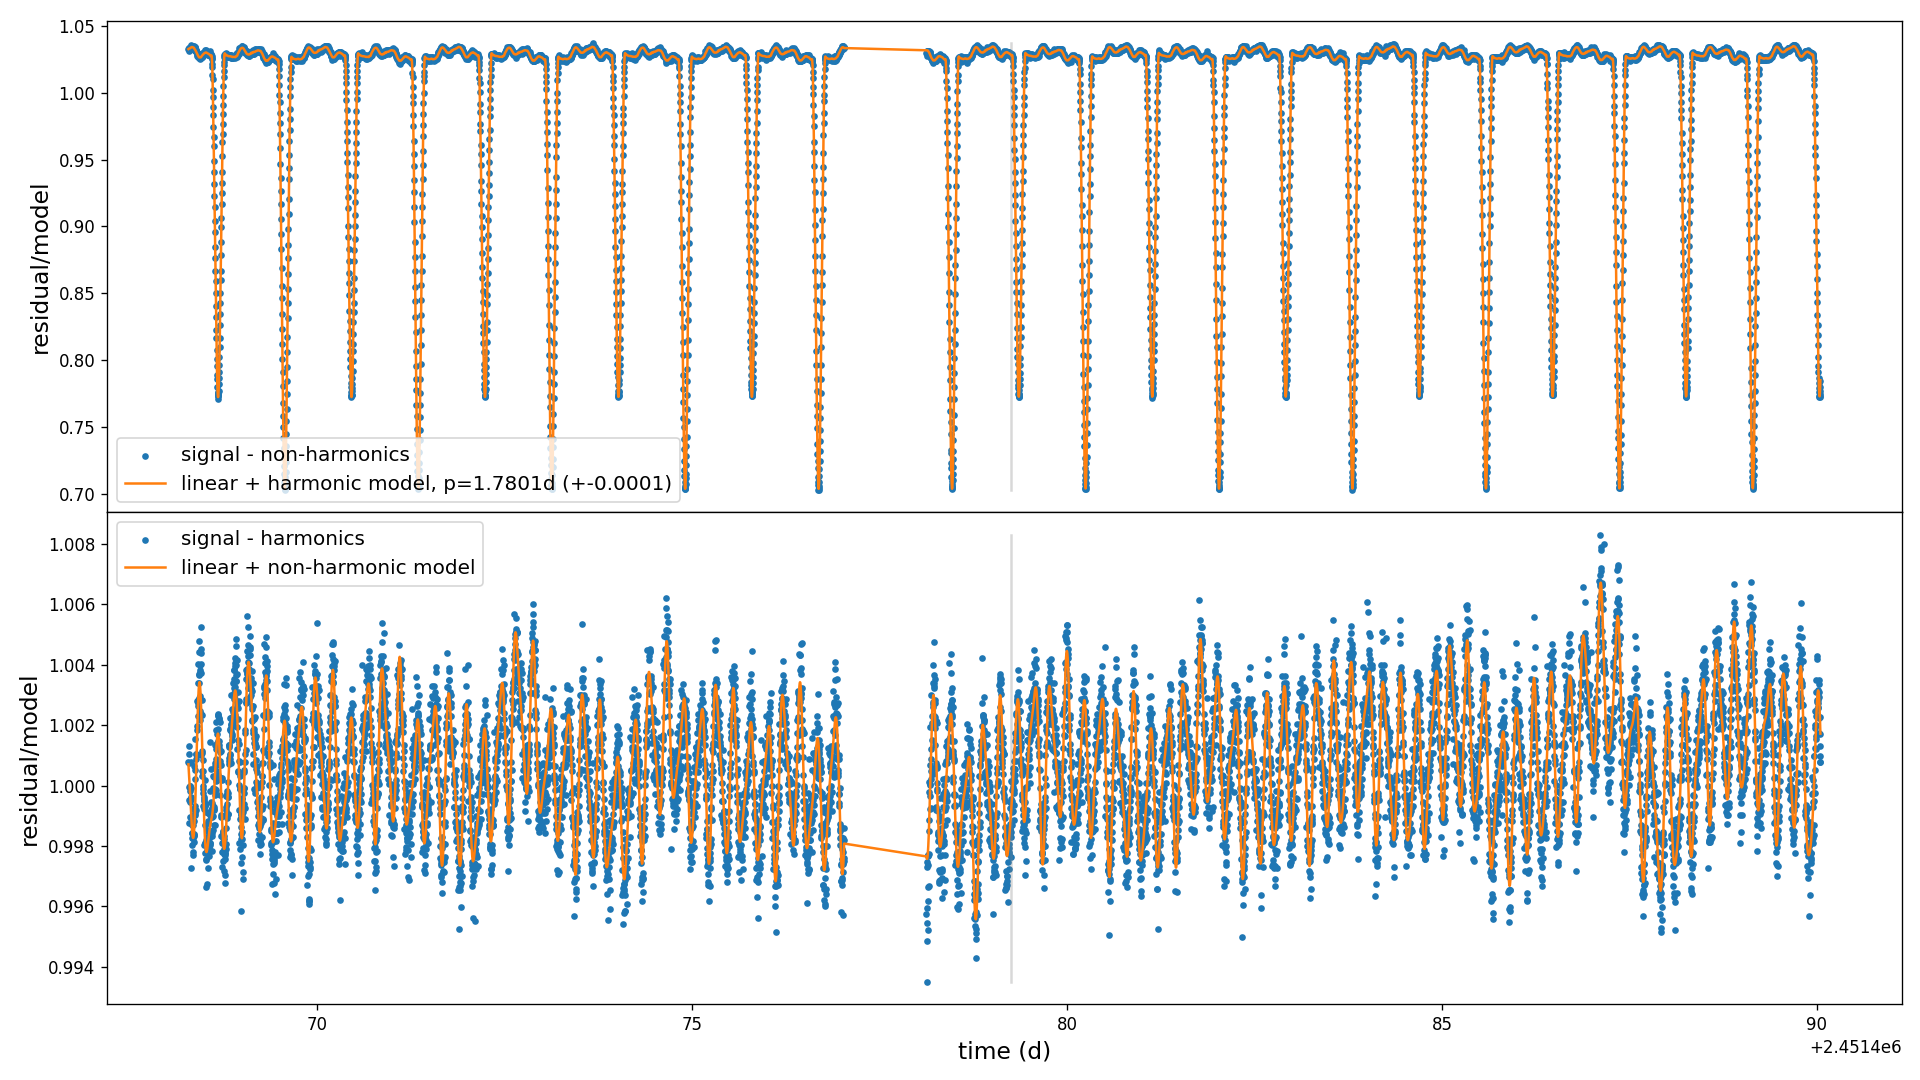 1.05
1.00
0.95
0.90
0.85
0.80
0.75
0.70
residual/model
signal - non-harmonics
linear + harmonic model, p=1.7801d (+-0.0001)
signal - harmonics
linear + non-harmonic model
1.008
1.006
1.004
1.002
1.000
0.998
0.996
0.994
residual/model
70 75 80 85 90
time (d)
+2.4514e6